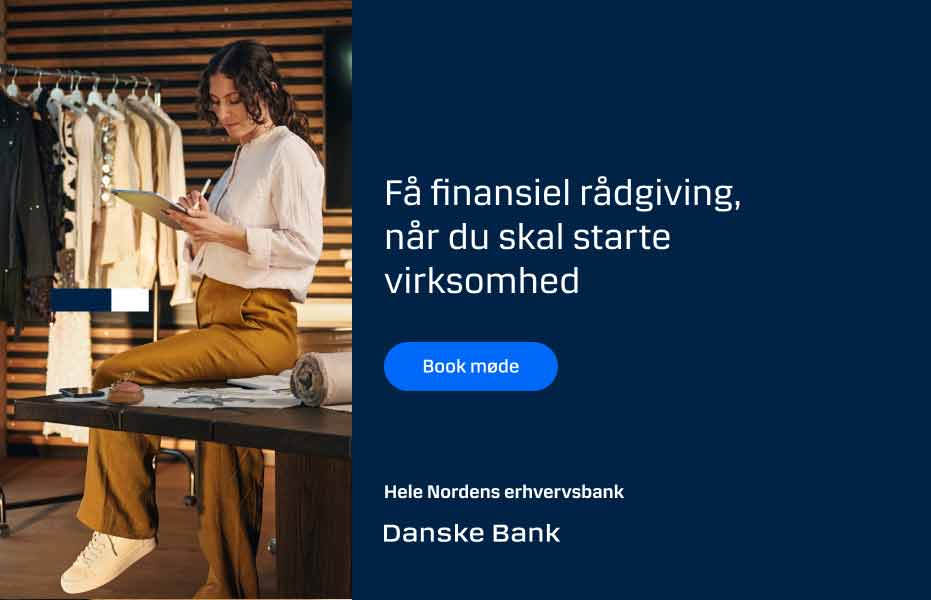 Få finansiel rådgiving,
når du skal starte
virksomhed
Book møde
Hele Nordens erhvervsbank
Danske Bank